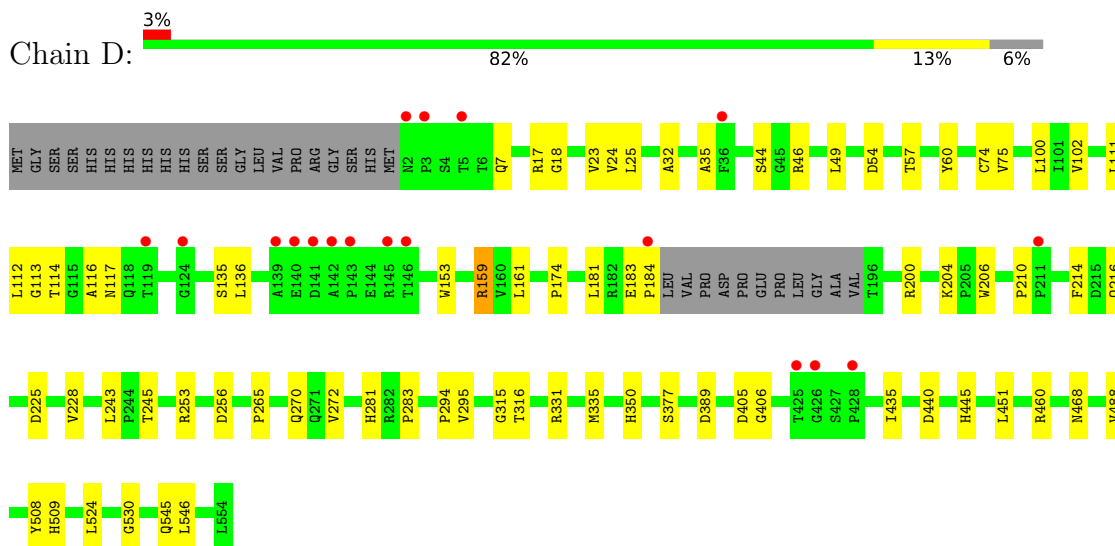 3%
Chain D:
82% 13% 6%
MET GLY SER SER HIS HIS HIS HIS HIS HIS SER SER GLY LEU VAL PRO ARG GLY SER HIS MET N2 P3 S4 T5 T6 Q7 R17 G18 V23 V24 L25 A32 A35 F36 S44 G45 R46 L49 D54 T57 Y60 C74 V75 L100 I101 V102 L111
L112 G113 T114 G115 A116 N117 Q118 T119 G124 S135 L136 A139 E140 D141 A142 P143 E144 R145 T146 W153 R159 V160 L161 P174 L181 R182 E183 P184 LEU VAL PRO ASP PRO GLU PRO LEU GLY ALA VAL T196 R200 K204 P205 W206 P210 P211 F214 D215
D225 V228 L243 P244 T245 R253 D256 P265 Q270 Q271 V272 H281 R282 P283 P294 V295 G315 T316 R331 M335 H350 S377 D389 D405 G406 T425 G426 S427 P428 I435 D440 H445 L451 R460 N468 V488
Y508 H509 L524 G530 Q545 L546 L554